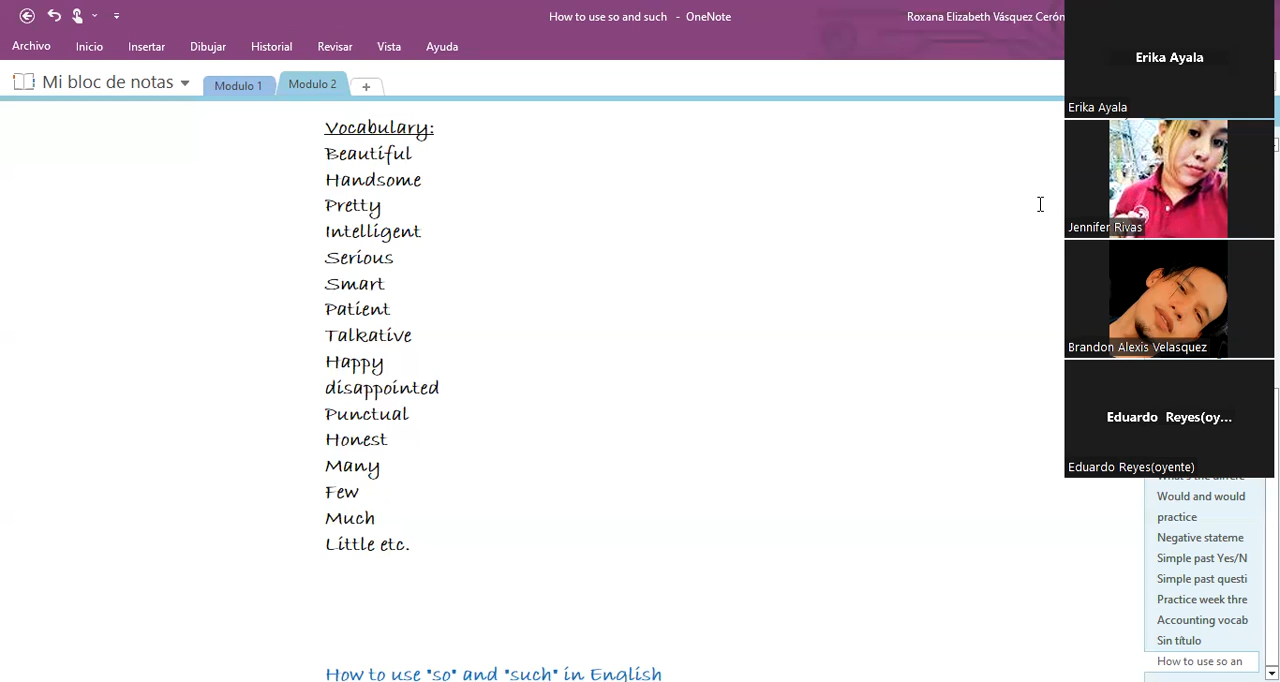 How to use so and such - OneNote
Roxana Elizabeth Vásquez Cerón
Archivo Inicio Insertar Dibujar Historial Revisar Vista Ayuda
Mi bloc de notas Modulo 1 Modulo 2 +
Vocabulary:
Beautiful
Handsome
Pretty
Intelligent
Serious
Smart
Patient
Talkative
Happy
disappointed
Punctual
Honest
Many
Few
Much
Little etc.
How to use "so" and "such" in English
Erika Ayala
Erika Ayala
Jennifer Rivas
Brandon Alexis Velasquez
Eduardo Reyes(oy...
Eduardo Reyes(oyente)
Would and would
practice
Negative stateme
Simple past Yes/N
Simple past questi
Practice week thre
Accounting vocab
Sin título
How to use so an